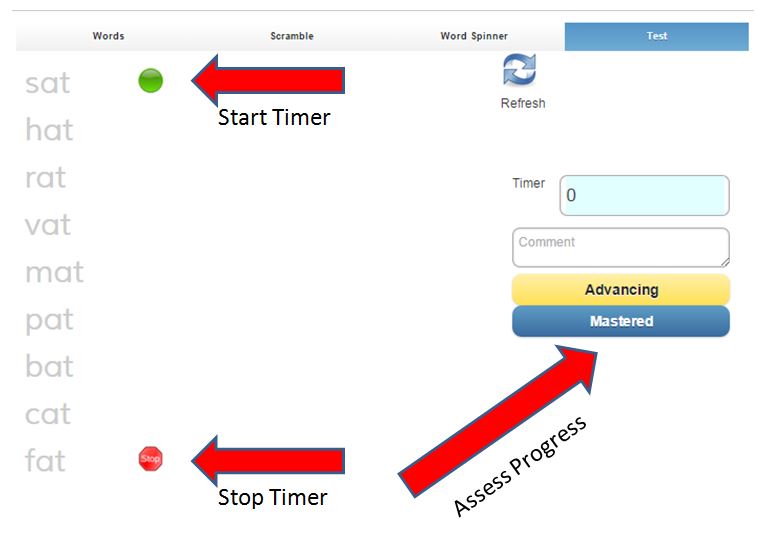 Words Scramble Word Spinner Test
sat
Start Timer
Refresh
hat
rat
Timer 0
vat
Comment
mat
Advancing
pat
Mastered
bat
cat
Assess Progress
fat
Stop
Stop Timer